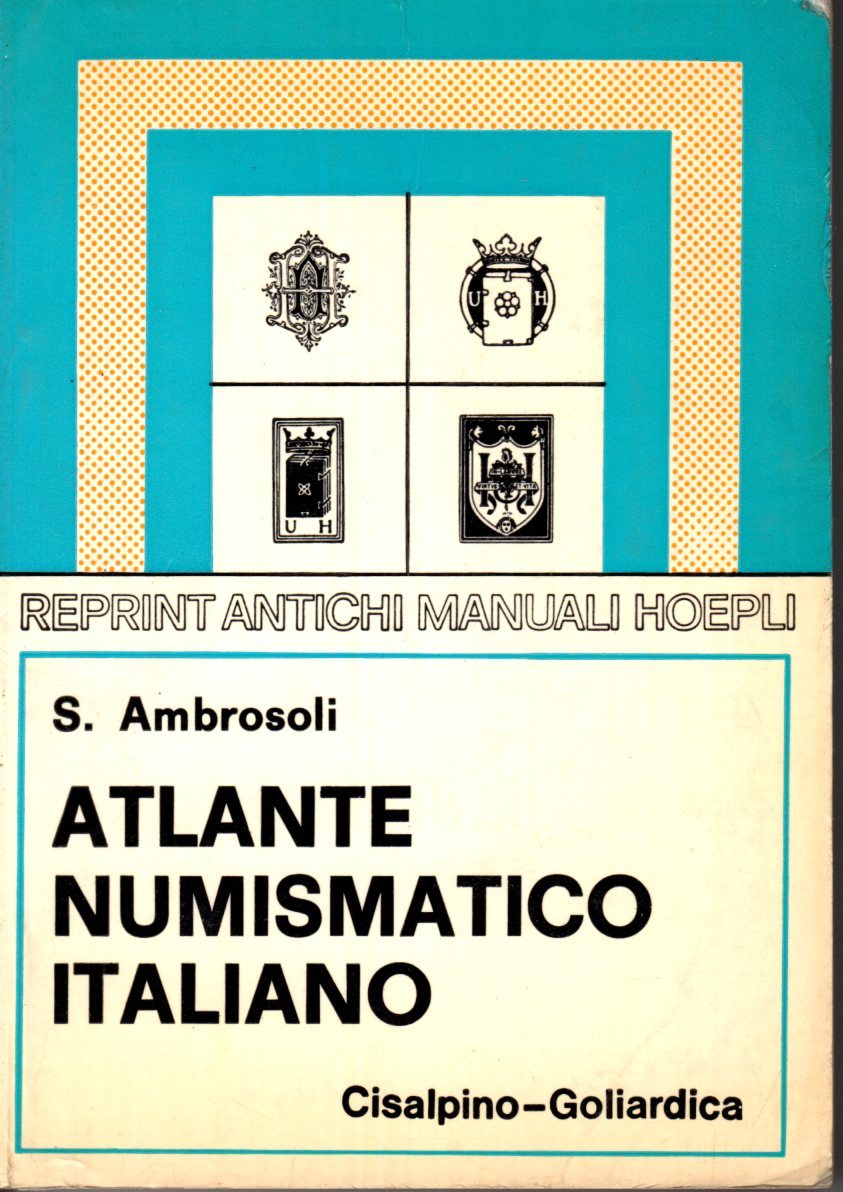 U H
U H
REPRINT ANTICHI MANUALI HOEPLI
S. Ambrosoli
ATLANTE
NUMISMATICO
ITALIANO
Cisalpino-Goliardica